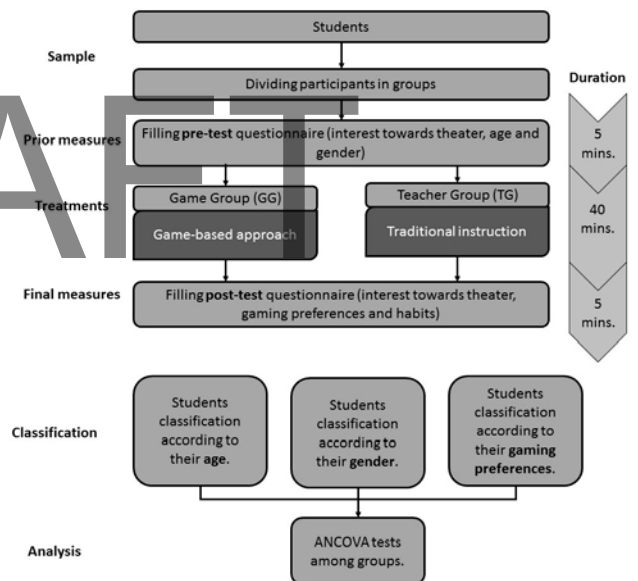 Students
Sample
Dividing participants in groups
Duration
Prior measures
Filling pre-test questionnaire (interest towards theater, age and
gender)
5
mins.
Treatments
Game Group (GG)
Teacher Group (TG)
Game-based approach
Traditional instruction
40
mins.
Final measures
Filling post-test questionnaire (interest towards theater,
gaming preferences and habits)
5
mins.
Classification
Students
classification
according to
their age.
Students
classification
according to
their gender.
Students
classification
according to
their gaming
preferences.
Analysis
ANCOVA tests
among groups.
AFT